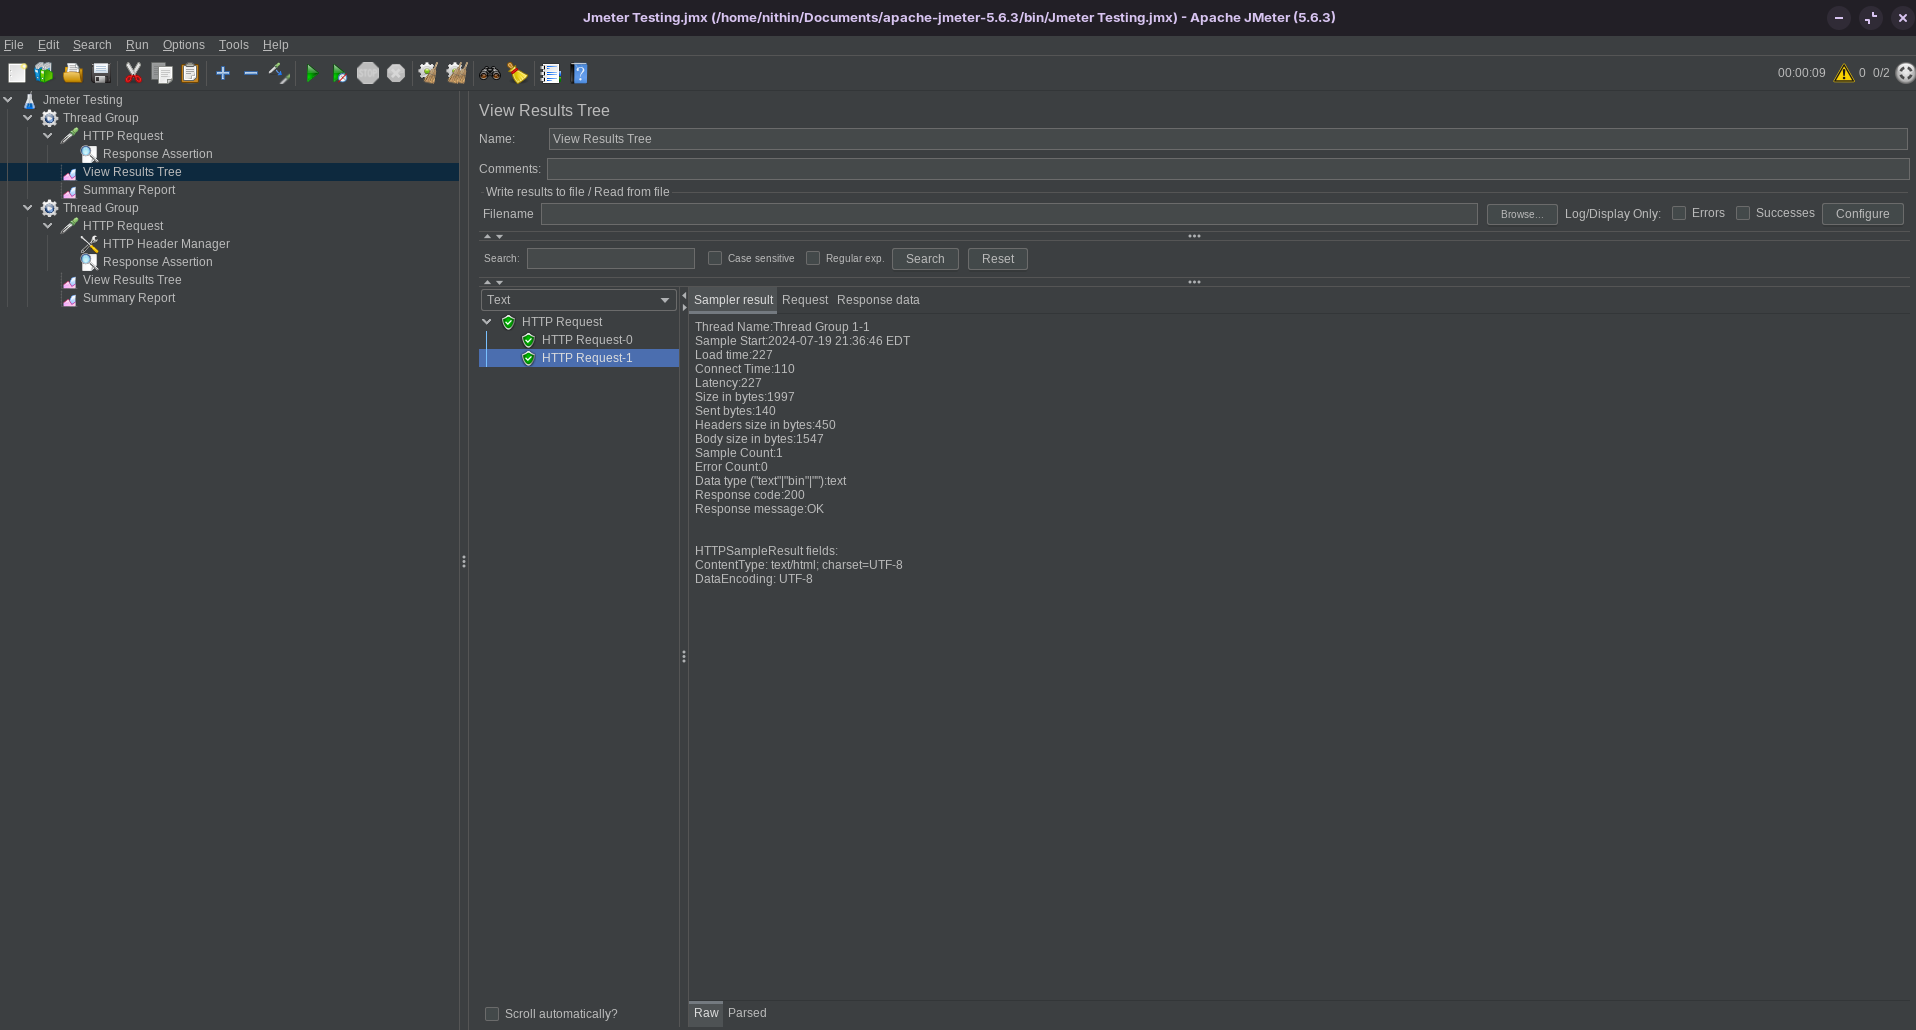 Jmeter Testing.jmx (/home/nithin/Documents/apache-jmeter-5.6.3/bin/Jmeter Testing.jmx) - Apache JMeter (5.6.3)
File Edit Search Run Options Tools Help
STOP
00:00:09 0 0/2
Jmeter Testing
Thread Group
HTTP Request
Response Assertion
View Results Tree
Summary Report
Thread Group
HTTP Request
HTTP Header Manager
Response Assertion
View Results Tree
Summary Report
View Results Tree
Name: View Results Tree
Comments:
Write results to file / Read from file
Filename Browse... Log/Display Only: Errors Successes Configure
Search: Case sensitive Regular exp. Search Reset
Text
HTTP Request
HTTP Request-0
HTTP Request-1
Scroll automatically?
Sampler result Request Response data
Thread Name:Thread Group 1-1
Sample Start:2024-07-19 21:36:46 EDT
Load time:227
Connect Time:110
Latency:227
Size in bytes:1997
Sent bytes:140
Headers size in bytes:450
Body size in bytes:1547
Sample Count:1
Error Count:0
Data type ("text"|"bin"|""):text
Response code:200
Response message:OK
HTTPSampleResult fields:
ContentType: text/html; charset=UTF-8
DataEncoding: UTF-8
Raw Parsed